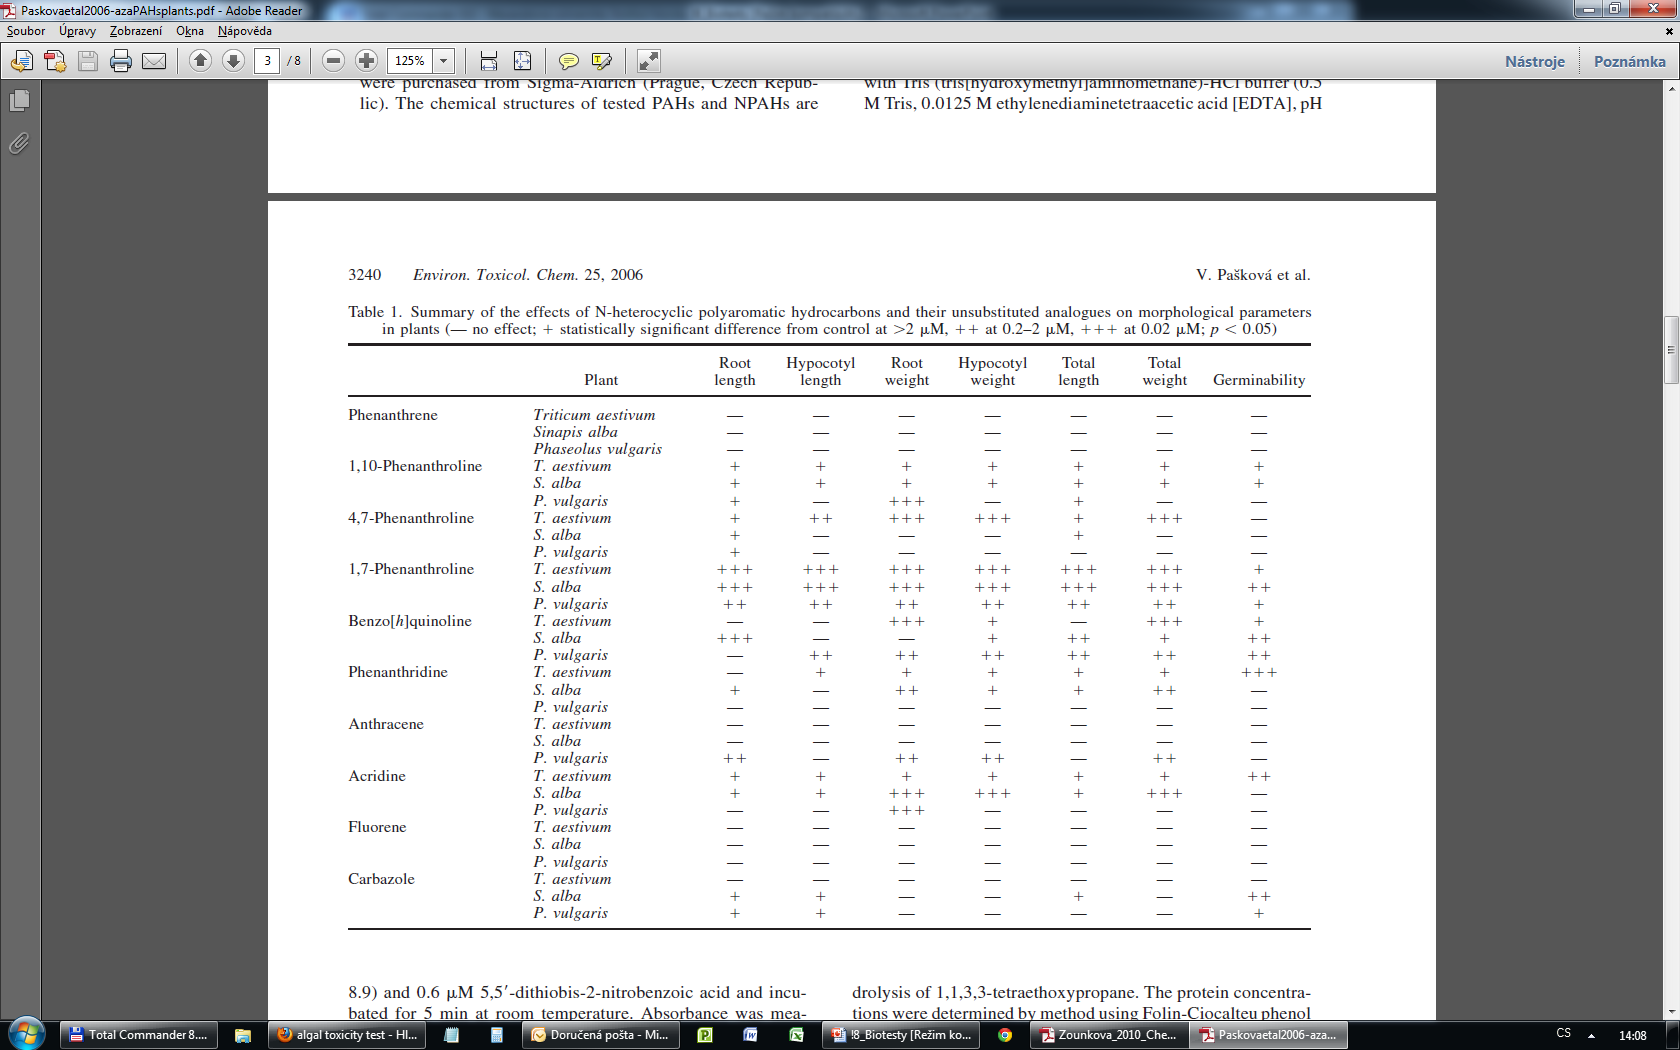 Paskovaetal2006-azaPAHsplants.pdf - Adobe Reader
Soubor Úpravy Zobrazení Okna Nápověda
3 / 8 125% Nástroje Poznámka
were purchased from Sigma-Aldrich (Prague, Czech Repub-
lic). The chemical structures of tested PAHs and NPAHs are
with Tris (tris[hydroxymethyl]aminomethane)-HCl buffer (0.5
M Tris, 0.0125 M ethylenediaminetetraacetic acid [EDTA], pH
3240 Environ. Toxicol. Chem. 25, 2006 V. Pašková et al.
Table 1. Summary of the effects of N-heterocyclic polyaromatic hydrocarbons and their unsubstituted analogues on morphological parameters
in plants (— no effect; + statistically significant difference from control at >2 μM, ++ at 0.2–2 μM, +++ at 0.02 μM; p < 0.05)
Plant Root length Hypocotyl length Root weight Hypocotyl weight Total length Total weight Germinability
Phenanthrene Triticum aestivum — — — — — — —
Sinapis alba — — — — — — —
Phaseolus vulgaris — — — — — — —
1,10-Phenanthroline T. aestivum + + + + + + +
S. alba + + + + + + +
P. vulgaris + — +++ — + — —
4,7-Phenanthroline T. aestivum + ++ +++ +++ + +++ —
S. alba + — — — + — —
P. vulgaris + — — — — — —
1,7-Phenanthroline T. aestivum +++ +++ +++ +++ +++ +++ +
S. alba +++ +++ +++ +++ +++ +++ ++
P. vulgaris ++ ++ ++ ++ ++ ++ +
Benzo[h]quinoline T. aestivum — — +++ + — +++ +
S. alba +++ — — + ++ + ++
P. vulgaris — ++ ++ ++ ++ ++ ++
Phenanthridine T. aestivum — + + + + + +++
S. alba + — ++ + + ++ —
P. vulgaris — — — — — — —
Anthracene T. aestivum — — — — — — —
S. alba — — — — — — —
P. vulgaris ++ — ++ ++ — ++ —
Acridine T. aestivum + + + + + + ++
S. alba + + +++ +++ + +++ —
P. vulgaris — — +++ — — — —
Fluorene T. aestivum — — — — — — —
S. alba — — — — — — —
P. vulgaris — — — — — — —
Carbazole T. aestivum — — — — — — —
S. alba + + — — + — ++
P. vulgaris + + — — — — +
8.9) and 0.6 μM 5,5′-dithiobis-2-nitrobenzoic acid and incu-
bated for 5 min at room temperature. Absorbance was mea-
drolysis of 1,1,3,3-tetraethoxypropane. The protein concentra-
tions were determined by method using Folin-Ciocalteu phenol
Total Commander 8.... algal toxicity test - Hl... Doručená pošta - Mi... !8_Biotesty [Režim ko... Zounkova_2010_Che... Paskovaetal2006-aza... CS 14:08